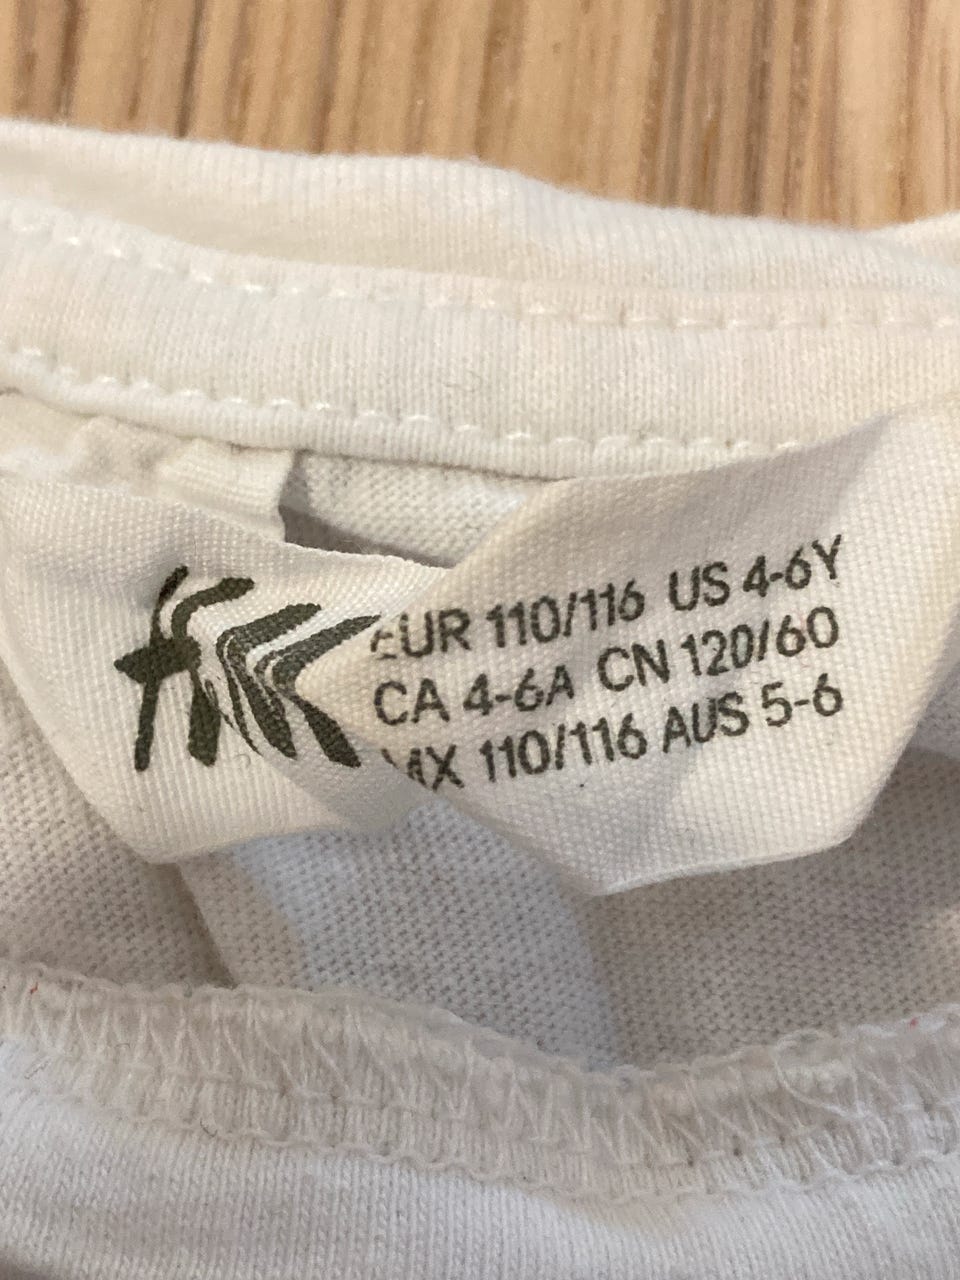 H&M
EUR 110/116 US 4-6Y
CA 4-6A CN 120/60
MX 110/116 AUS 5-6